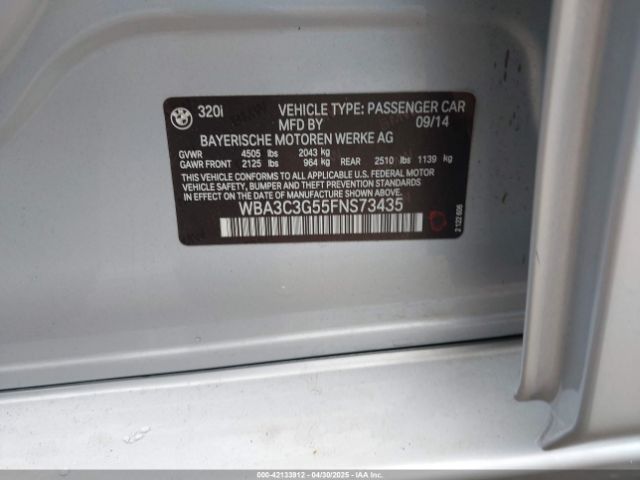 320i VEHICLE TYPE: PASSENGER CAR
MFD BY 09/14
BAYERISCHE MOTOREN WERKE AG
GVWR 4505 lbs 2043 kg
GAWR FRONT 2125 lbs 964 kg REAR 2510 lbs 1139 kg
THIS VEHICLE CONFORMS TO ALL APPLICABLE U.S. FEDERAL MOTOR
VEHICLE SAFETY, BUMPER, AND THEFT PREVENTION STANDARDS IN
EFFECT ON THE DATE OF MANUFACTURE SHOWN ABOVE.
WBA3C3G55FNS73435
2 122 606
000-42133912 - 04/30/2025 - IAA Inc.